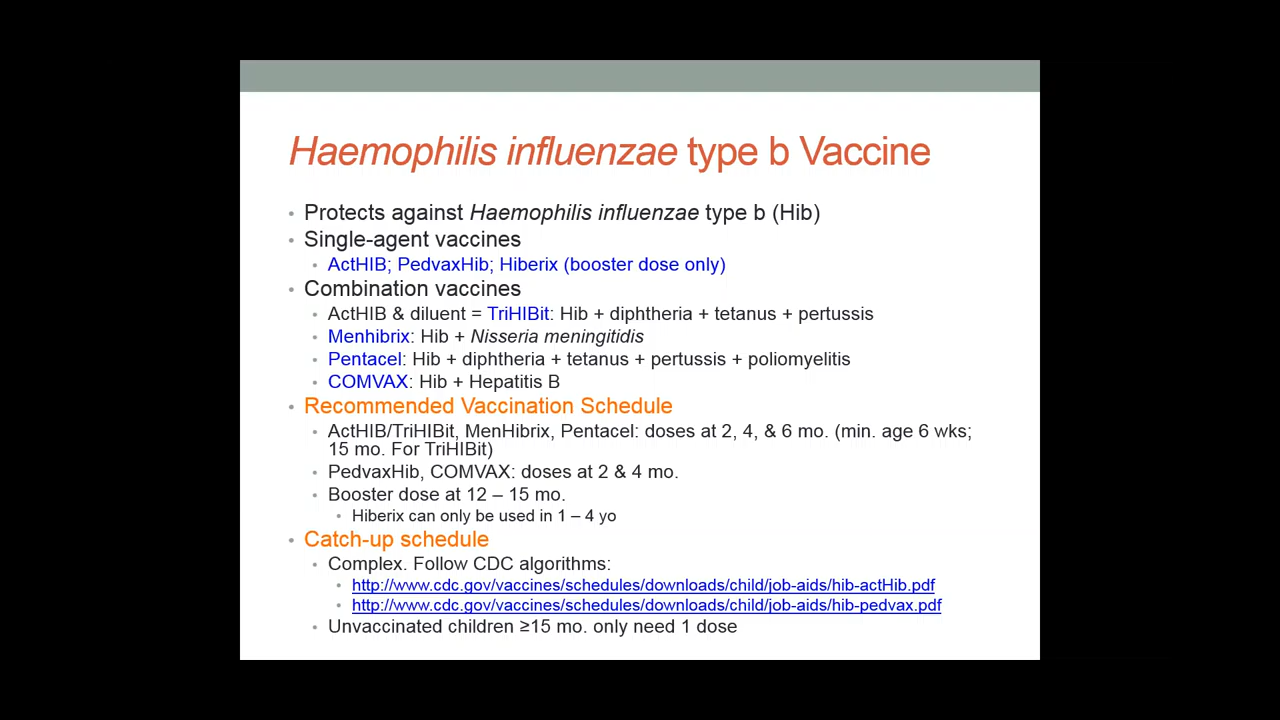 Haemophilis influenzae type b Vaccine
• Protects against Haemophilis influenzae type b (Hib)
• Single-agent vaccines
• ActHIB; PedvaxHib; Hiberix (booster dose only)
• Combination vaccines
• ActHIB & diluent = TriHIBit: Hib + diphtheria + tetanus + pertussis
• Menhibrix: Hib + Nisseria meningitidis
• Pentacel: Hib + diphtheria + tetanus + pertussis + poliomyelitis
• COMVAX: Hib + Hepatitis B
• Recommended Vaccination Schedule
• ActHIB/TriHIBit, MenHibrix, Pentacel: doses at 2, 4, & 6 mo. (min. age 6 wks;
15 mo. For TriHIBit)
• PedvaxHib, COMVAX: doses at 2 & 4 mo.
• Booster dose at 12 – 15 mo.
• Hiberix can only be used in 1 – 4 yo
• Catch-up schedule
• Complex. Follow CDC algorithms:
• http://www.cdc.gov/vaccines/schedules/downloads/child/job-aids/hib-actHib.pdf
• http://www.cdc.gov/vaccines/schedules/downloads/child/job-aids/hib-pedvax.pdf
• Unvaccinated children ≥15 mo. only need 1 dose